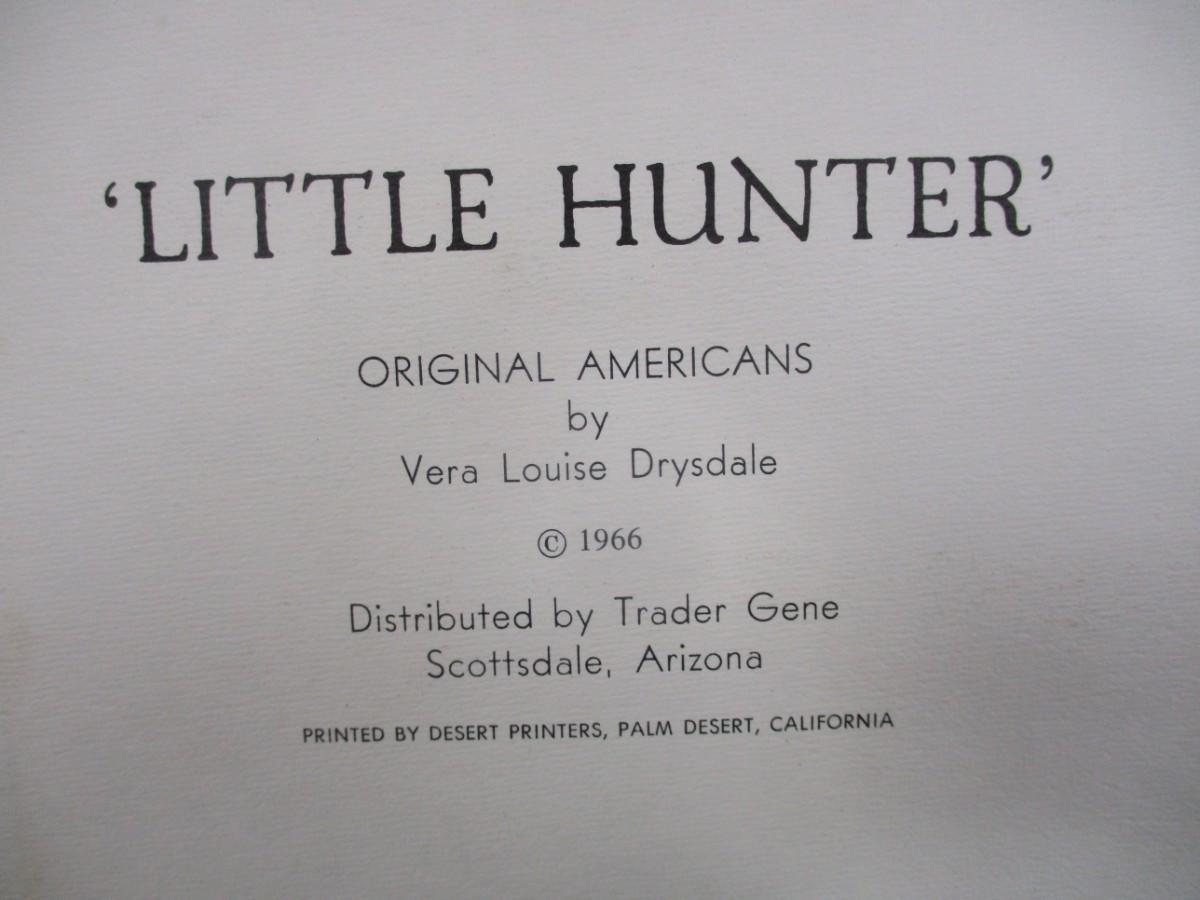 ‘LITTLE HUNTER’
ORIGINAL AMERICANS
by
Vera Louise Drysdale
© 1966
Distributed by Trader Gene
Scottsdale, Arizona
PRINTED BY DESERT PRINTERS, PALM DESERT, CALIFORNIA